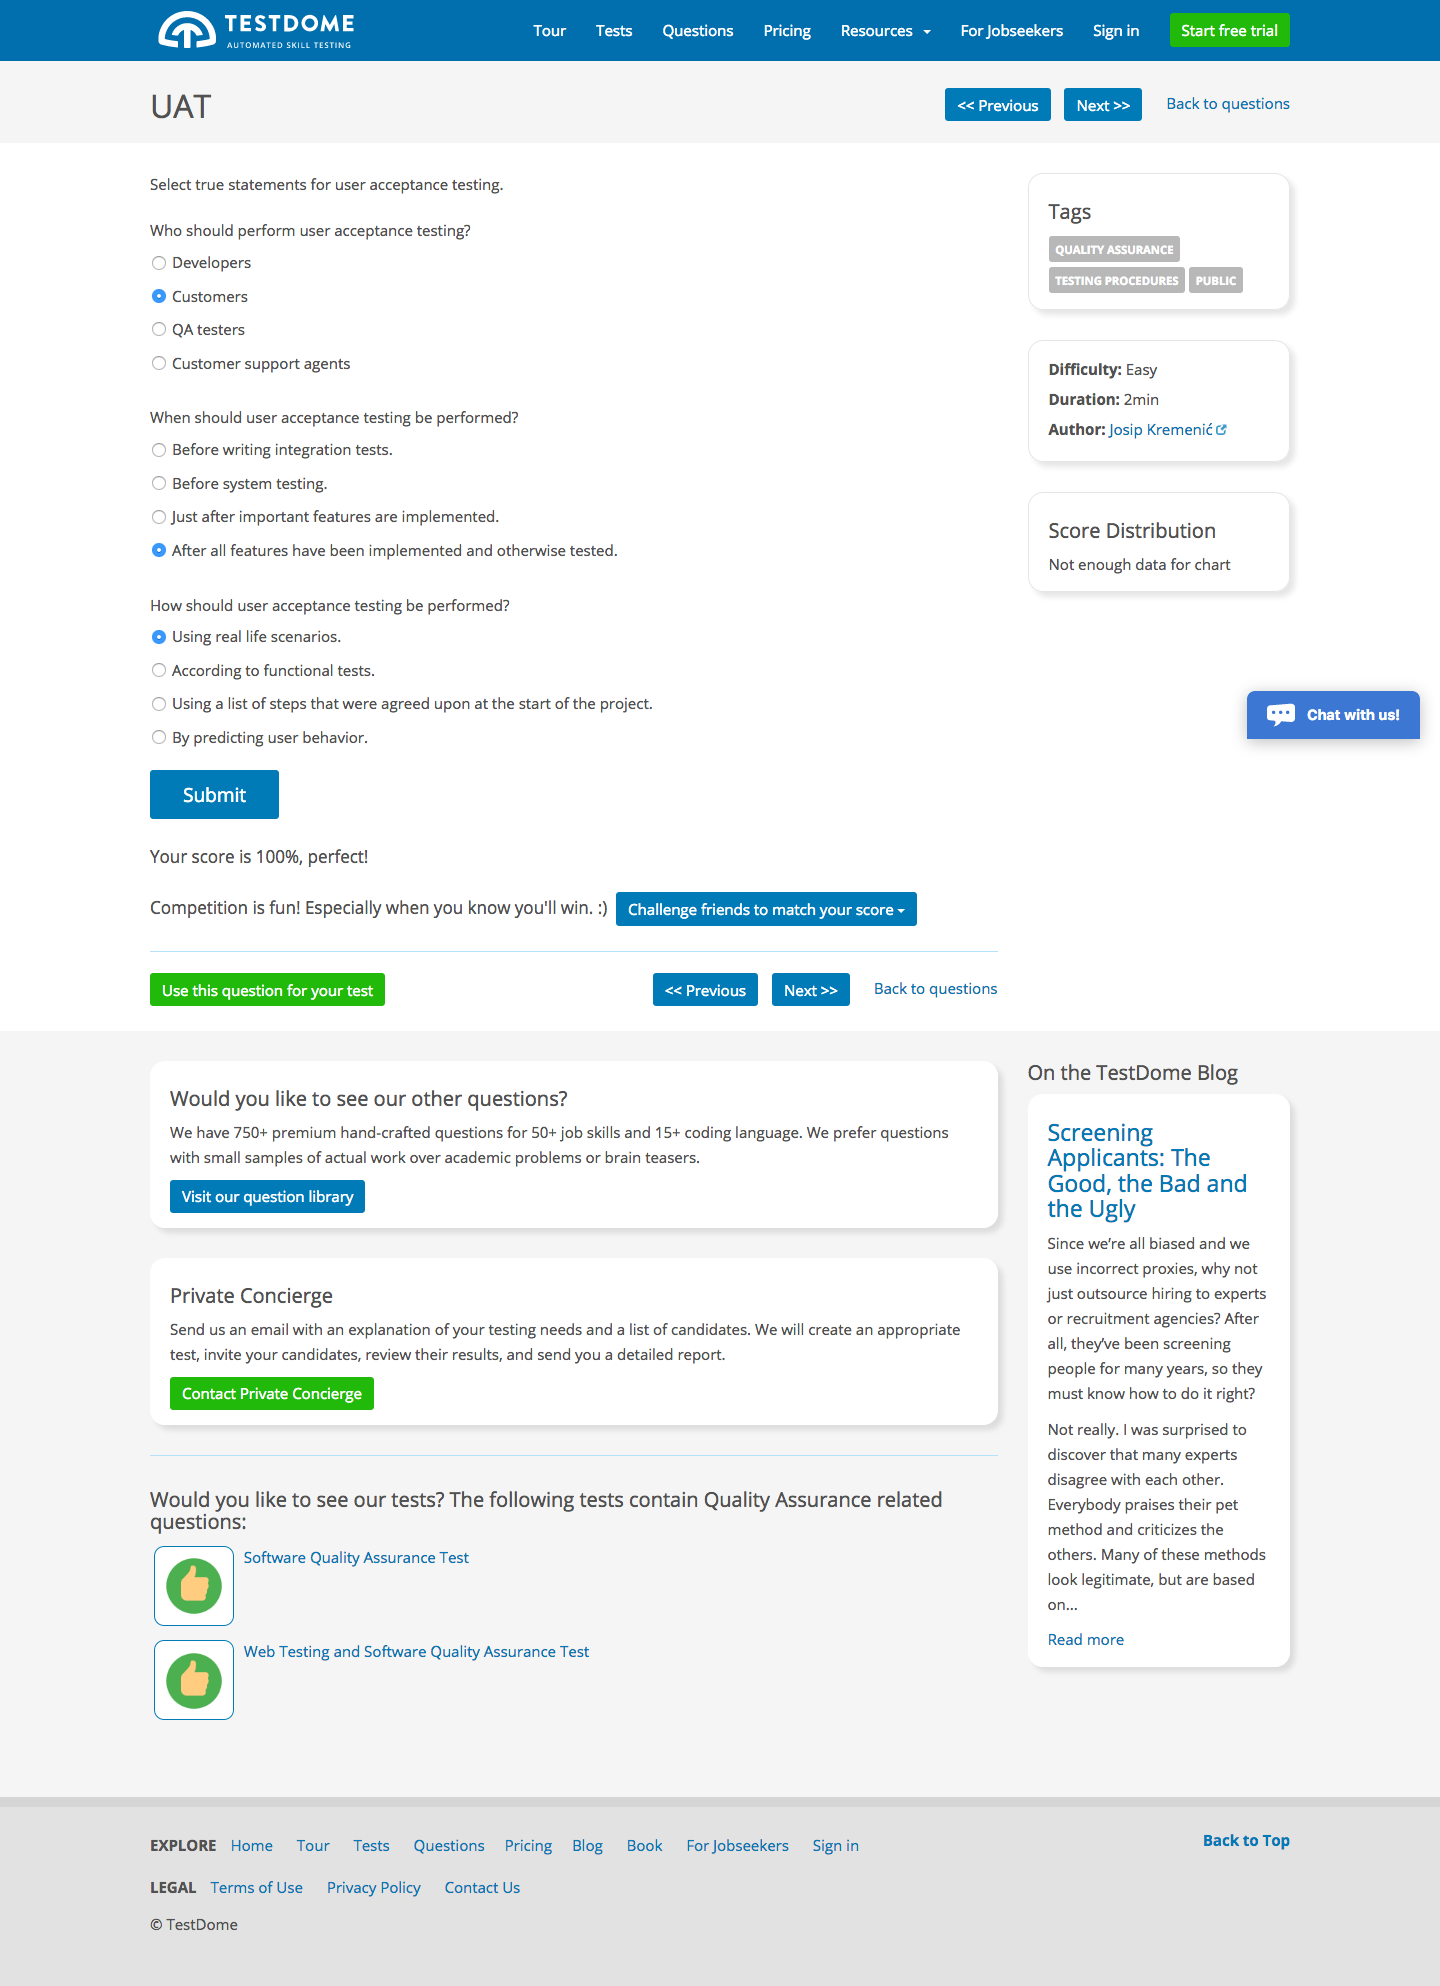 TESTDOME
AUTOMATED SKILL TESTING
Tour Tests Questions Pricing Resources For Jobseekers Sign in Start free trial
UAT
<< Previous Next >> Back to questions
Select true statements for user acceptance testing.
Who should perform user acceptance testing?
Developers
Customers
QA testers
Customer support agents
When should user acceptance testing be performed?
Before writing integration tests.
Before system testing.
Just after important features are implemented.
After all features have been implemented and otherwise tested.
How should user acceptance testing be performed?
Using real life scenarios.
According to functional tests.
Using a list of steps that were agreed upon at the start of the project.
By predicting user behavior.
Submit
Your score is 100%, perfect!
Competition is fun! Especially when you know you'll win. :) Challenge friends to match your score
Use this question for your test << Previous Next >> Back to questions
Tags
QUALITY ASSURANCE
TESTING PROCEDURES PUBLIC
Difficulty: Easy
Duration: 2min
Author: Josip Kremenić
Score Distribution
Not enough data for chart
Chat with us!
Would you like to see our other questions?
We have 750+ premium hand-crafted questions for 50+ job skills and 15+ coding language. We prefer questions
with small samples of actual work over academic problems or brain teasers.
Visit our question library
Private Concierge
Send us an email with an explanation of your testing needs and a list of candidates. We will create an appropriate
test, invite your candidates, review their results, and send you a detailed report.
Contact Private Concierge
Would you like to see our tests? The following tests contain Quality Assurance related
questions:
Software Quality Assurance Test
Web Testing and Software Quality Assurance Test
On the TestDome Blog
Screening
Applicants: The
Good, the Bad and
the Ugly
Since we’re all biased and we
use incorrect proxies, why not
just outsource hiring to experts
or recruitment agencies? After
all, they’ve been screening
people for many years, so they
must know how to do it right?
Not really. I was surprised to
discover that many experts
disagree with each other.
Everybody praises their pet
method and criticizes the
others. Many of these methods
look legitimate, but are based
on...
Read more
EXPLORE Home Tour Tests Questions Pricing Blog Book For Jobseekers Sign in
Back to Top
LEGAL Terms of Use Privacy Policy Contact Us
© TestDome